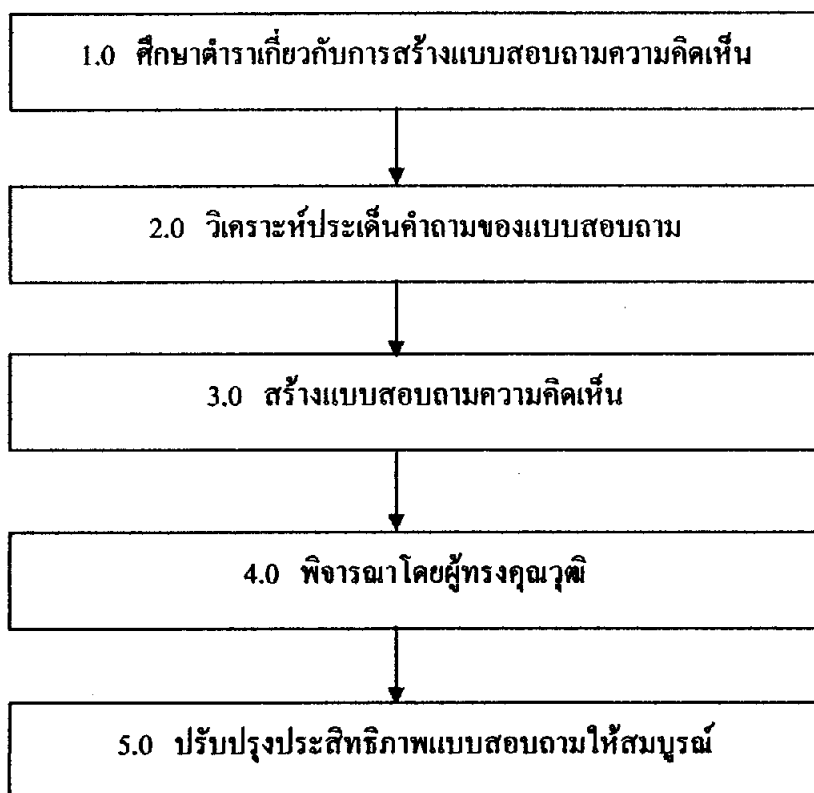 1.0 ศึกษาตำราเกี่ยวกับการสร้างแบบสอบถามความคิดเห็น
2.0 วิเคราะห์ประเด็นคำถามของแบบสอบถาม
3.0 สร้างแบบสอบถามความคิดเห็น
4.0 พิจารณาโดยผู้ทรงคุณวุฒิ
5.0 ปรับปรุงประสิทธิภาพแบบสอบถามให้สมบูรณ์